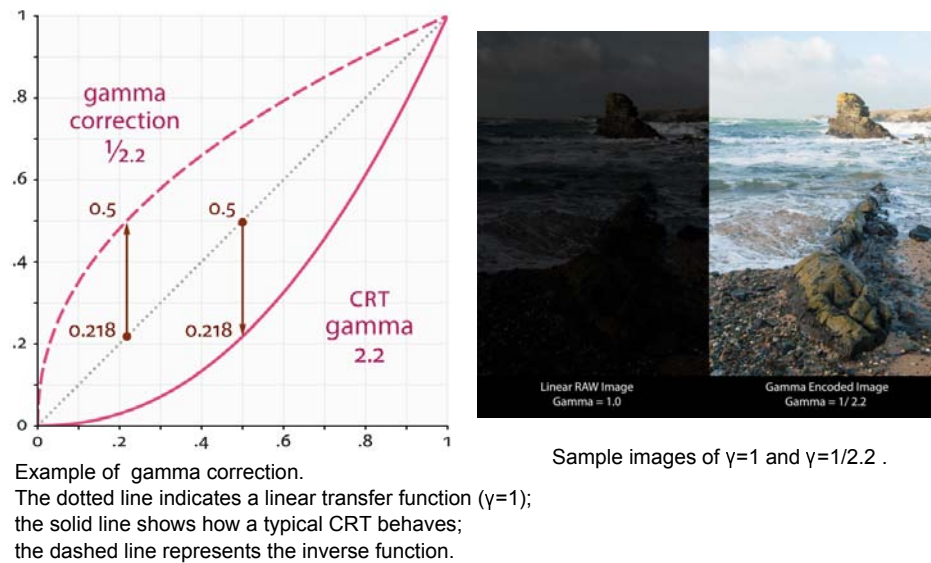 1
.8
.6
.4
.2
0
0 .2 .4 .6 .8 1
gamma
correction
1/2.2
0.5
0.5
0.218
0.218
CRT
gamma
2.2
Linear RAW Image
Gamma = 1.0
Gamma Encoded Image
Gamma = 1/ 2.2
Sample images of γ=1 and γ=1/2.2 .
Example of  gamma correction.
The dotted line indicates a linear transfer function (γ=1);
the solid line shows how a typical CRT behaves;
the dashed line represents the inverse function.